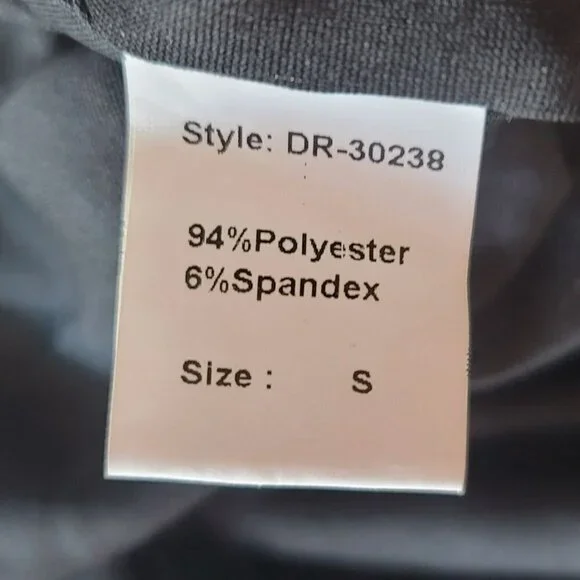 Style: DR-30238
94%Polyester
6%Spandex
Size : S